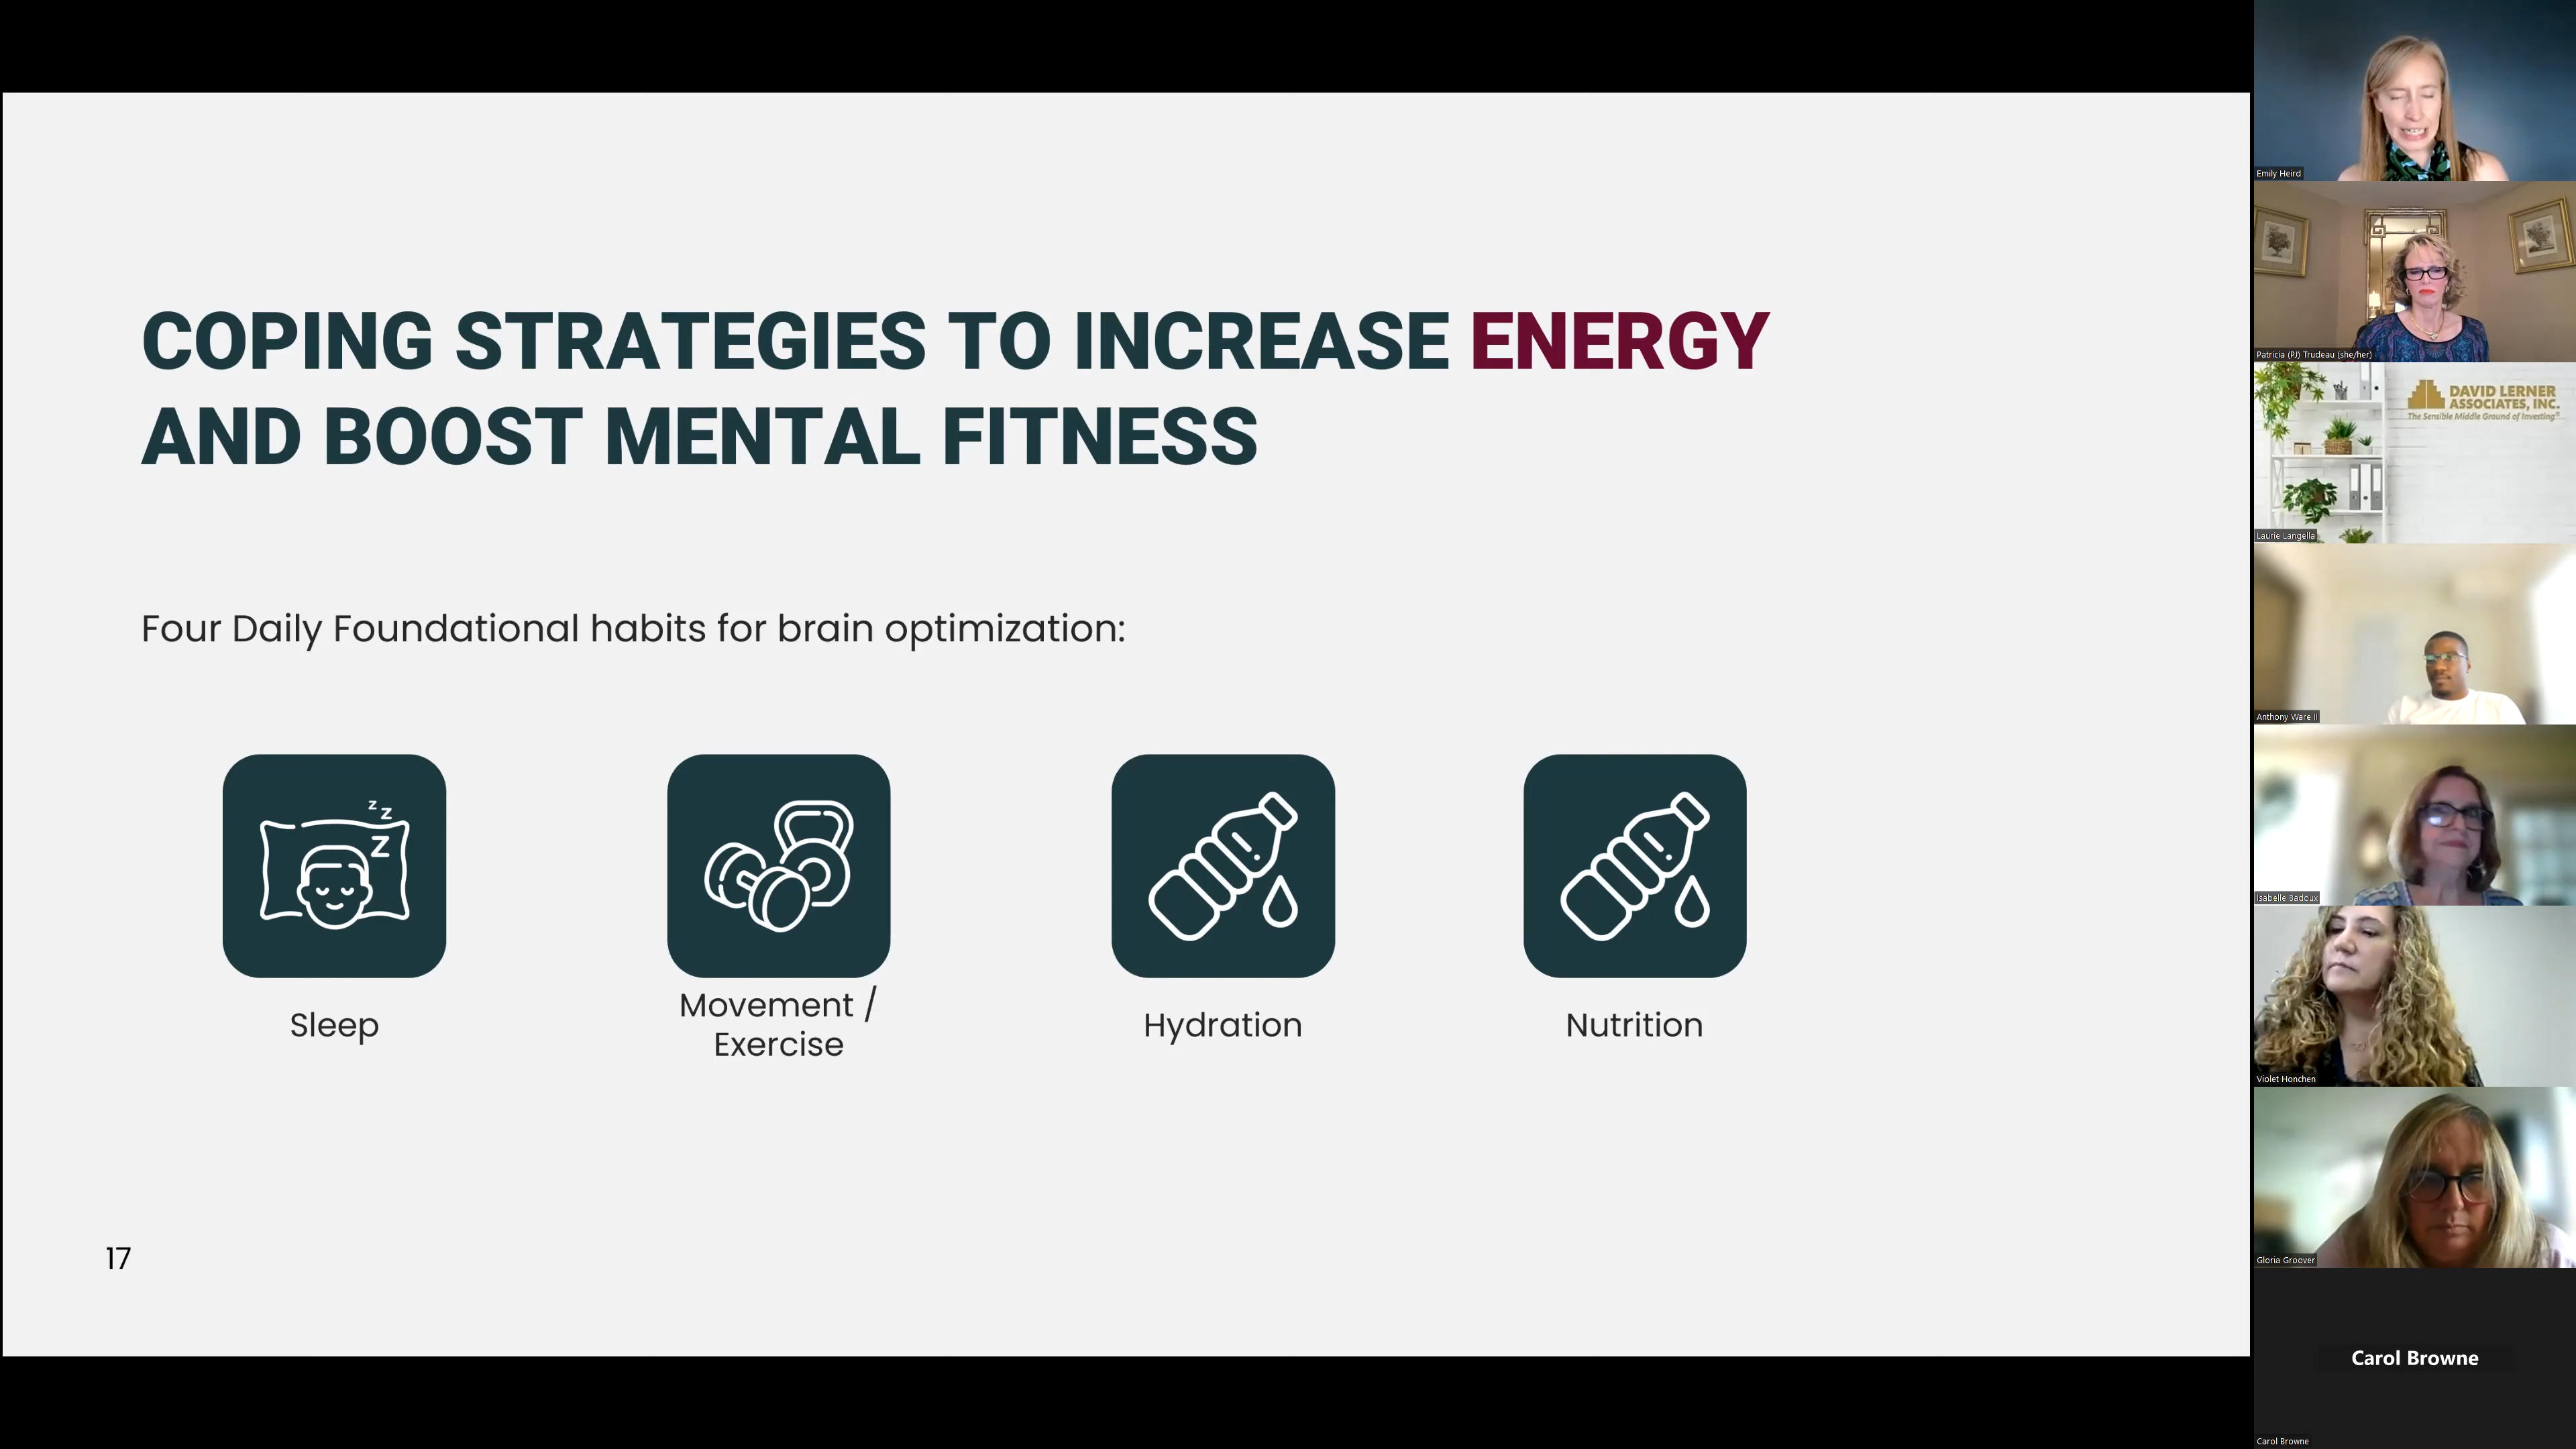 COPING STRATEGIES TO INCREASE ENERGY
AND BOOST MENTAL FITNESS
Four Daily Foundational habits for brain optimization:
z z
Z
Sleep
Movement /
Exercise
Hydration
Nutrition
17
Emily Heird
Patricia (PJ) Trudeau (she/her)
DAVID LERNER
ASSOCIATES, INC.
The Sensible Middle Ground of Investing®
Laurie Langella
Anthony Ware II
Isabelle Badoux
Violet Honchen
Gloria Groover
Carol Browne
Carol Browne